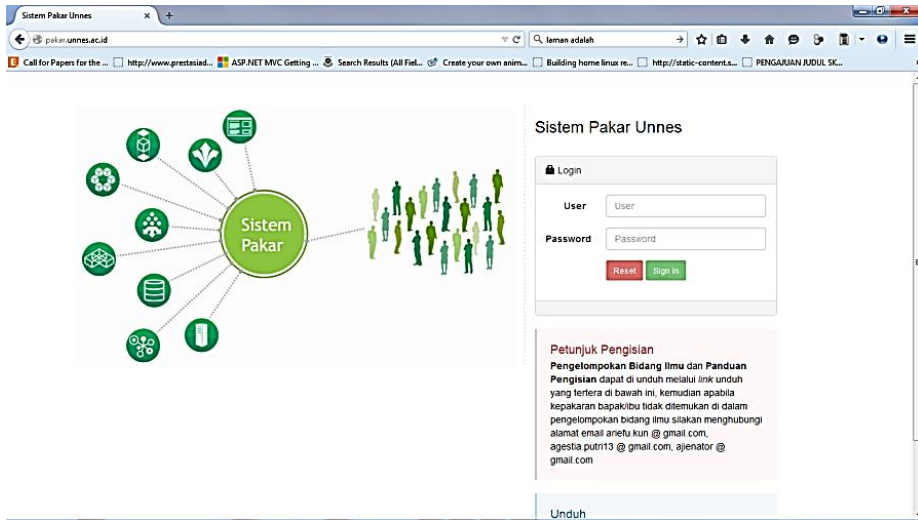 Sistem Pakar Unnes
pakar.unnes.ac.id
laman adalah
Call for Papers for the ... http://www.prestasiad... ASP.NET MVC Getting ... Search Results (All Fiel... Create your own anim... Building home linux re... http://static-content.s... PENGAJUAN JUDUL SK...
Sistem
Pakar
Sistem Pakar Unnes
Login
User User
Password Password
Reset Sign in
Petunjuk Pengisian
Pengelompokan Bidang Ilmu dan Panduan
Pengisian dapat di unduh melalui link unduh
yang tertera di bawah ini, kemudian apabila
kepakaran bapak/ibu tidak ditemukan di dalam
pengelompokan bidang ilmu silakan menghubungi
alamat email ariefu.kun @ gmail.com,
agestia.putri13 @ gmail.com, ajienator @
gmail.com
Unduh